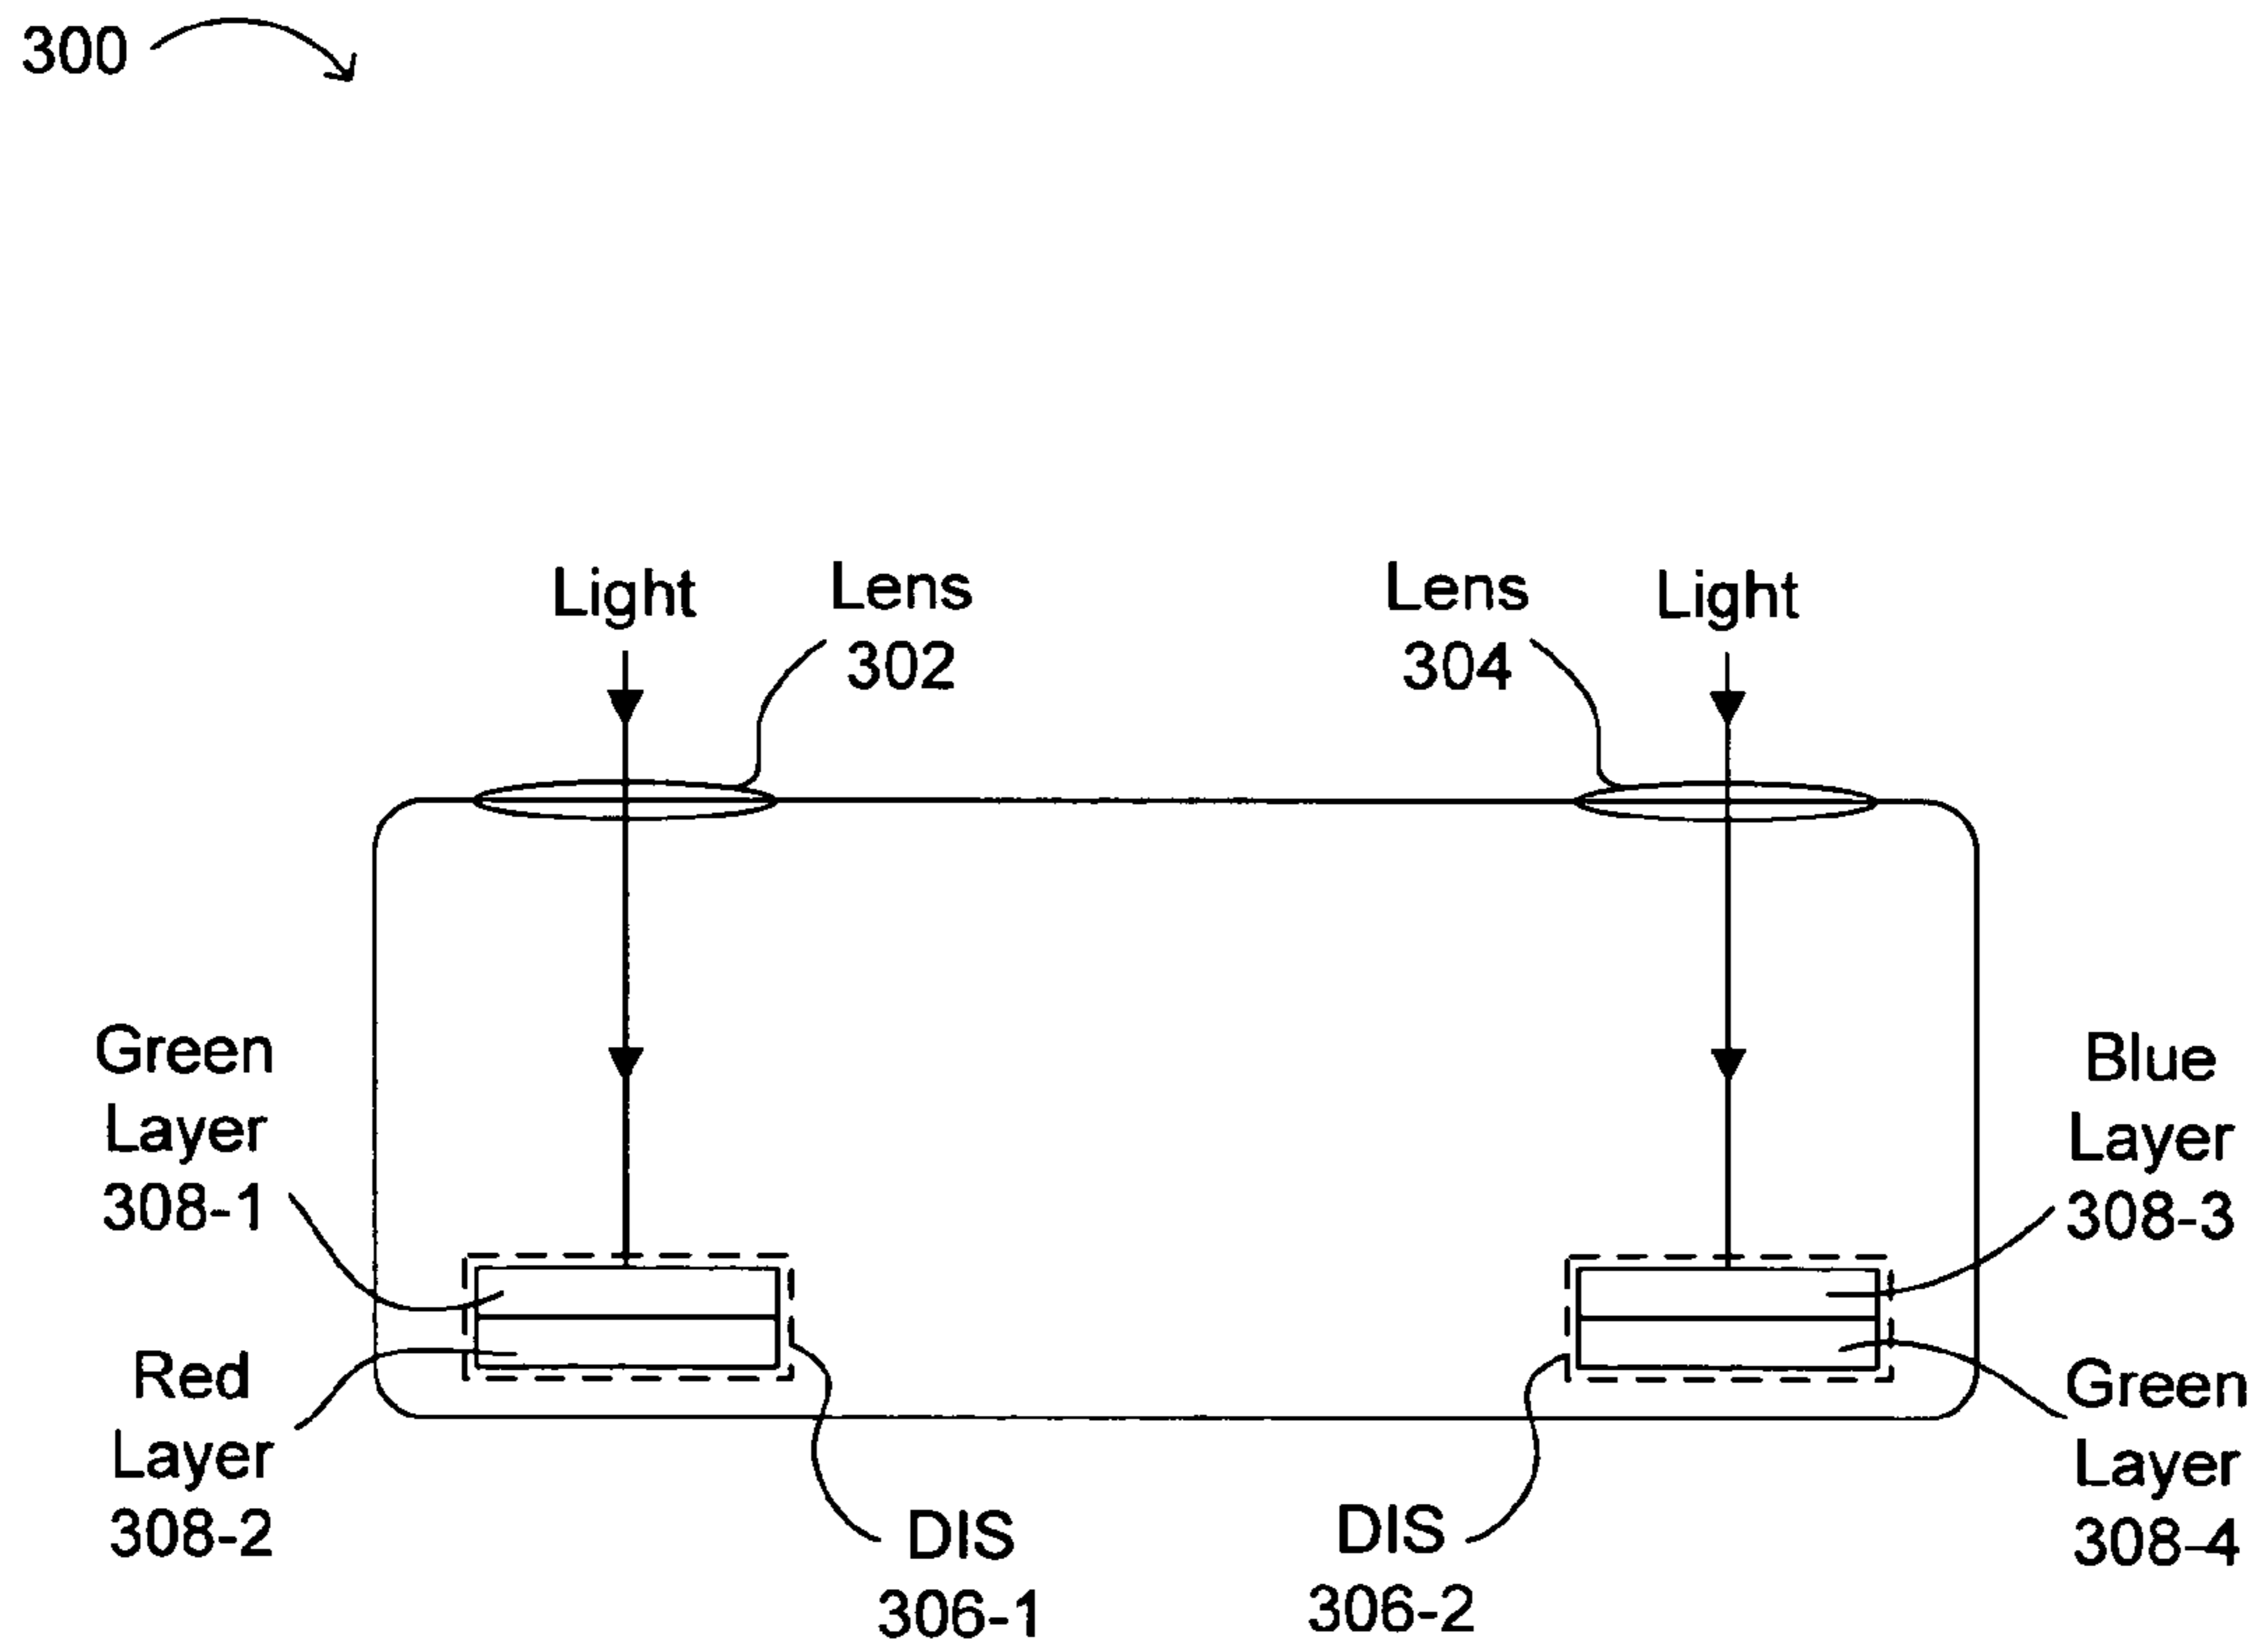 300
Light
Lens
302
Lens
304
Light
Green
Layer
308-1
Blue
Layer
308-3
Red
Layer
308-2
Green
Layer
308-4
DIS
306-1
DIS
306-2